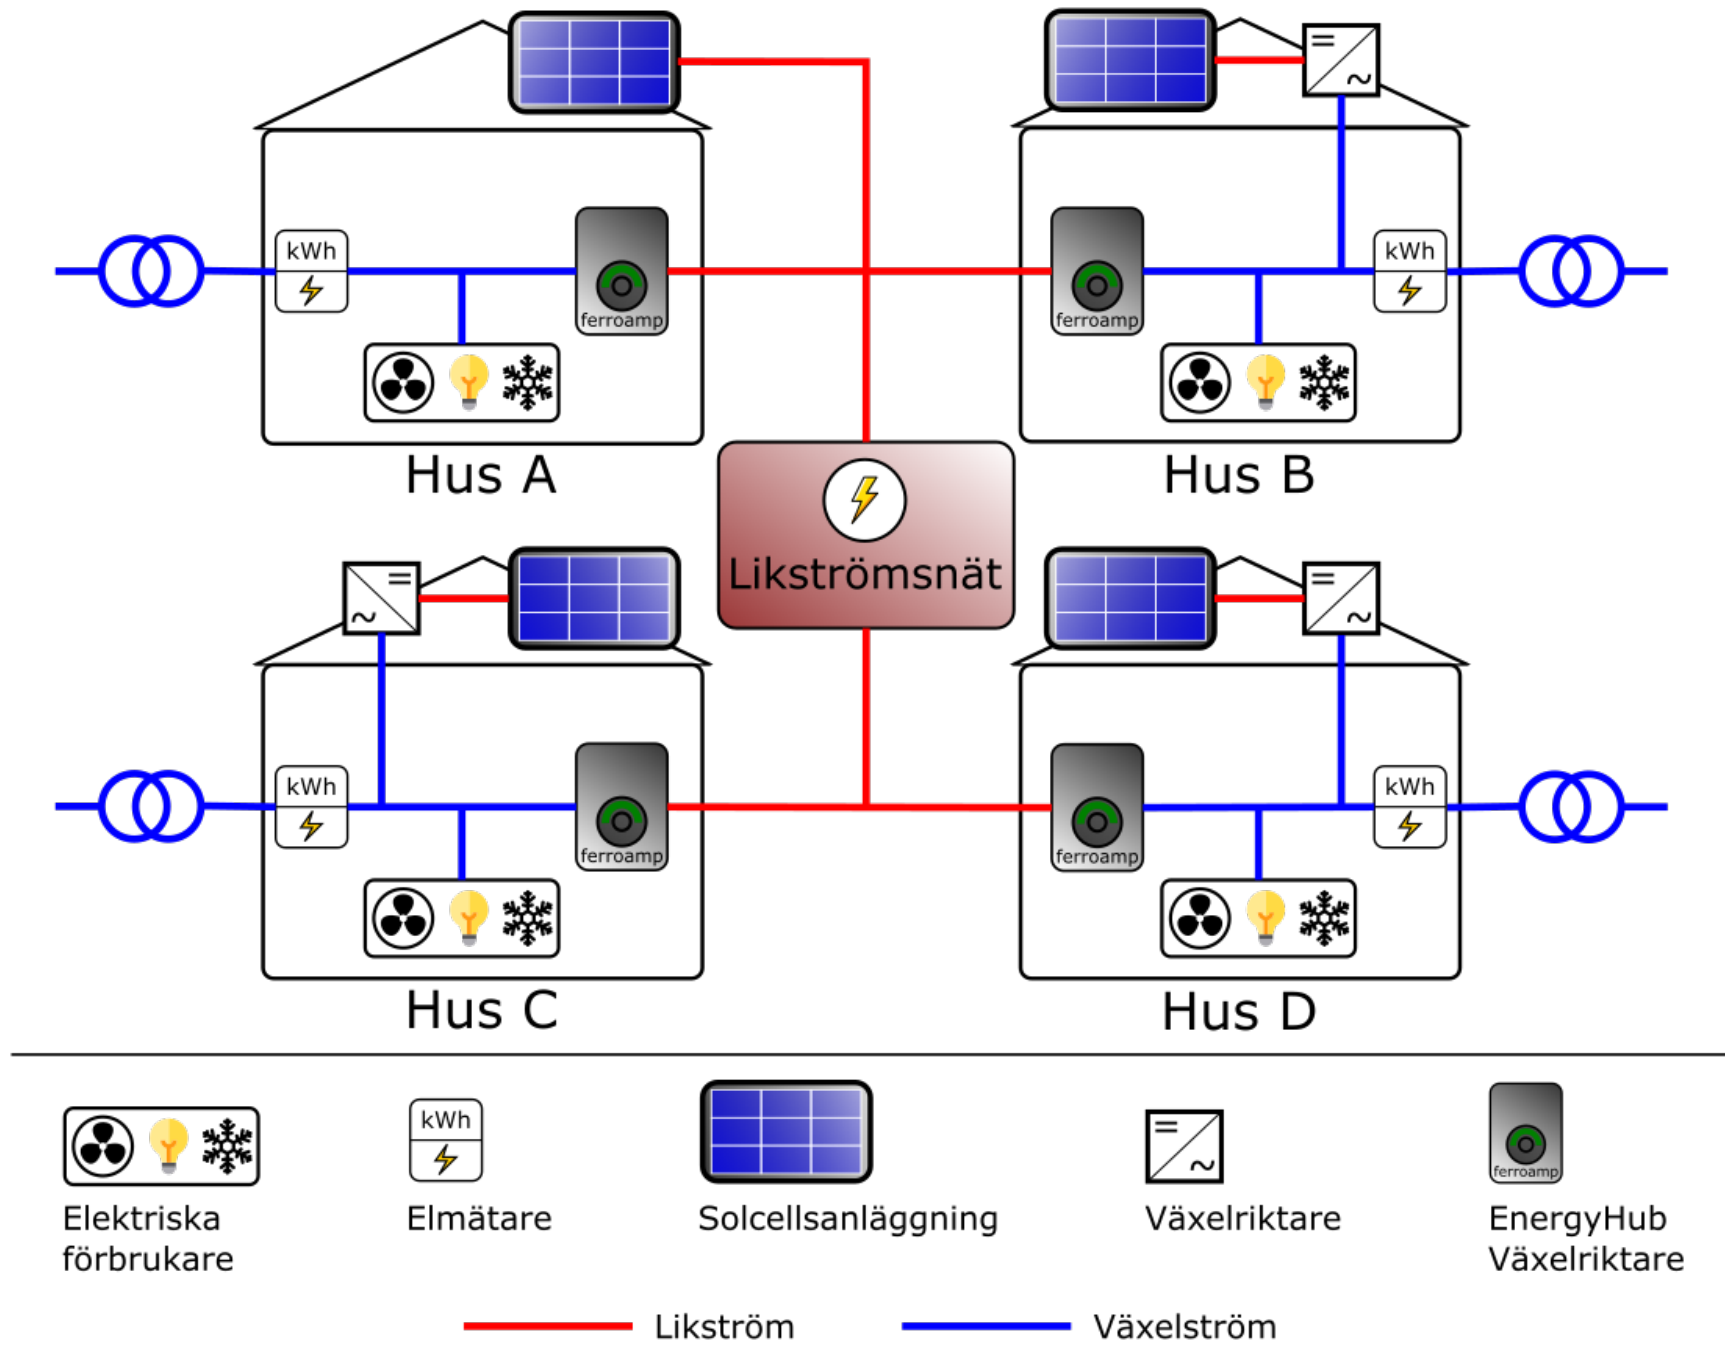 kWh
ferroamp
ferroamp
kWh
Hus A
Hus B
Likströmsnät
kWh
ferroamp
ferroamp
kWh
Hus C
Hus D
kWh
ferroamp
Elektriska
förbrukare
Elmätare
Solcellsanläggning
Växelriktare
EnergyHub
Växelriktare
Likström
Växelström